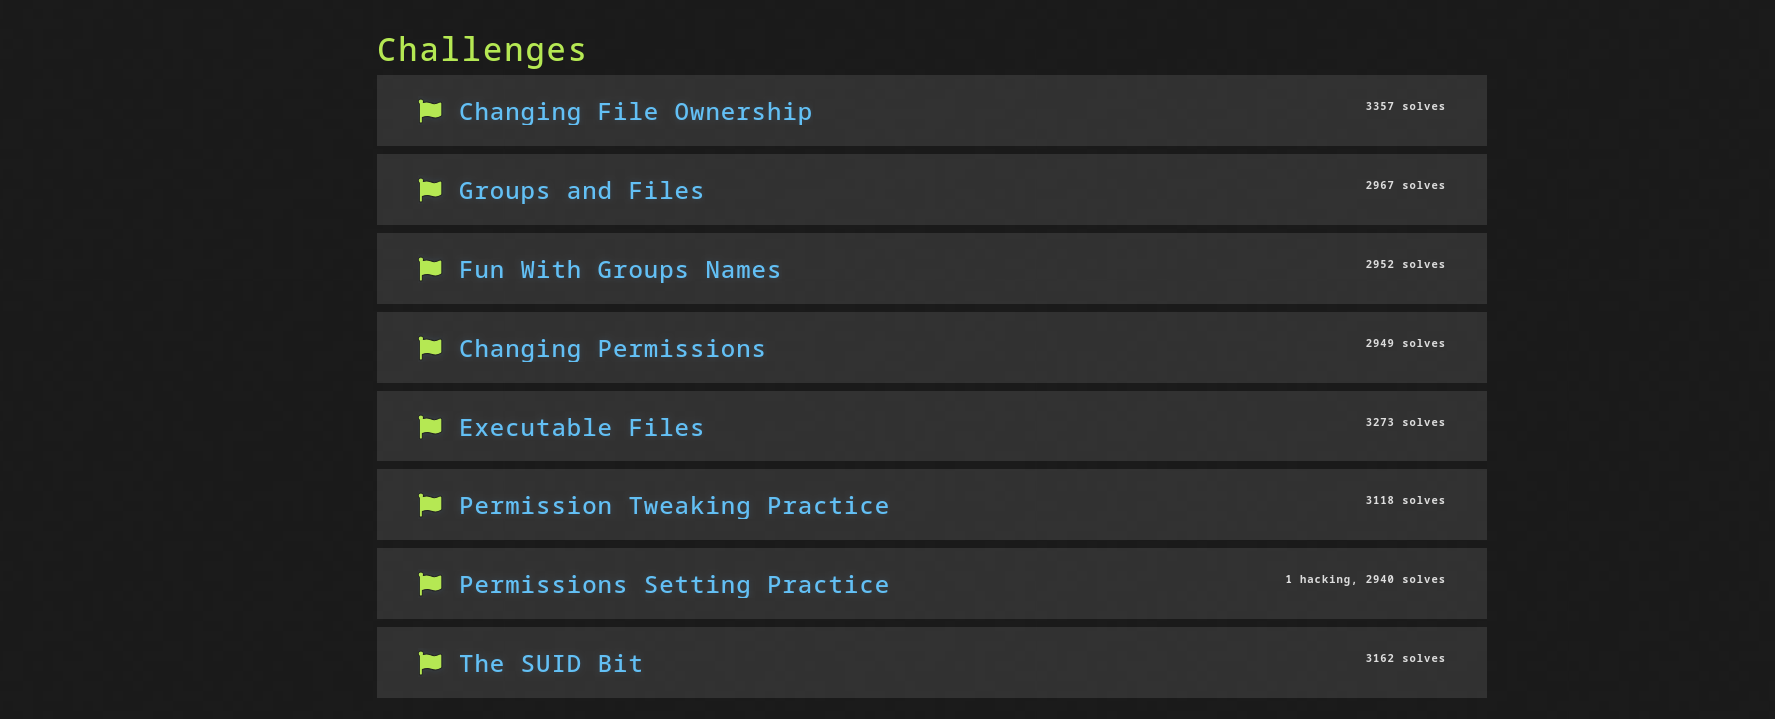 Challenges
Changing File Ownership 3357 solves
Groups and Files 2967 solves
Fun With Groups Names 2952 solves
Changing Permissions 2949 solves
Executable Files 3273 solves
Permission Tweaking Practice 3118 solves
Permissions Setting Practice 1 hacking, 2940 solves
The SUID Bit 3162 solves